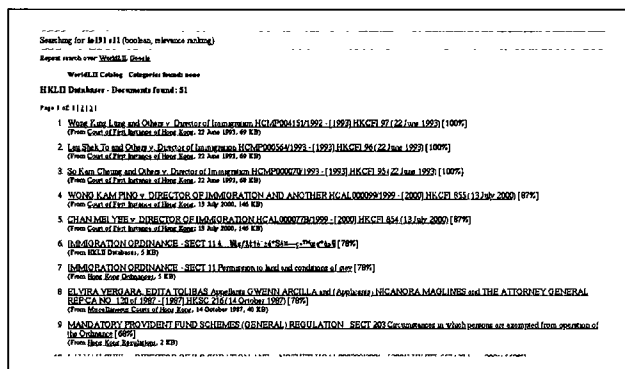 Searching for io131 s11 (boolean, relevance ranking)
Repeat search over WorldLII, Google
WorldLII Catalog Categories found: none
HKLII Databases - Documents found: 51
Page 1 of: 1 | 2 | 3 |
1 Wong King Lung and Others v. Director of Immigration HCMP004151/1992 - [1993] HKCFI 97 (22 June 1993) [100%]
(From Court of First Instance of Hong Kong, 22 June 1993, 69 KB)
2. Lau Shek To and Others v. Director of Immigration HCMP000564/1993 - [1993] HKCFI 96 (22 June 1993) [100%]
(From Court of First Instance of Hong Kong, 22 June 1993, 69 KB)
3. So Kam Cheung and Others v. Director of Immigration HCMP000070/1993 - [1993] HKCFI 95 (22 June 1993) [100%]
(From Court of First Instance of Hong Kong, 22 June 1993, 69 KB)
4 WONG KAM PING v. DIRECTOR OF IMMIGRATION AND ANOTHER HCAL000099/1999 - [2000] HKCFI 855 (13 July 2000) [87%]
(From Court of First Instance of Hong Kong, 13 July 2000, 146 KB)
5. CHAN MEI YEE v. DIRECTOR OF IMMIGRATION HCAL000077B/1999 - [2000] HKCFI 854 (13 July 2000) [87%]
(From Court of First Instance of Hong Kong, 13 July 2000, 146 KB)
6. IMMIGRATION ORDINANCE - SECT 11 [78%]
(From HKLII Databases, 5 KB)
7 IMMIGRATION ORDINANCE - SECT 11 Permission to land and conditions of stay [78%]
(From Hong Kong Ordinances, 5 KB)
8 ELVIRA VERGARA, EDITA TOLIBAS Appellants GWENN ARCILLA and (Applicants) NICANORA MAGLINES and THE ATTORNEY GENERAL
REP.CA NO. 120 of 1987 - [1987] HKSC 216 (14 October 1987) [78%]
(From Miscellaneous Courts of Hong Kong, 14 October 1987, 40 KB)
9 MANDATORY PROVIDENT FUND SCHEMES (GENERAL) REGULATION SECT 203 Circumstances in which persons are exempted from operation of
the Ordinance [68%]
(From Hong Kong Regulations, 2 KB)